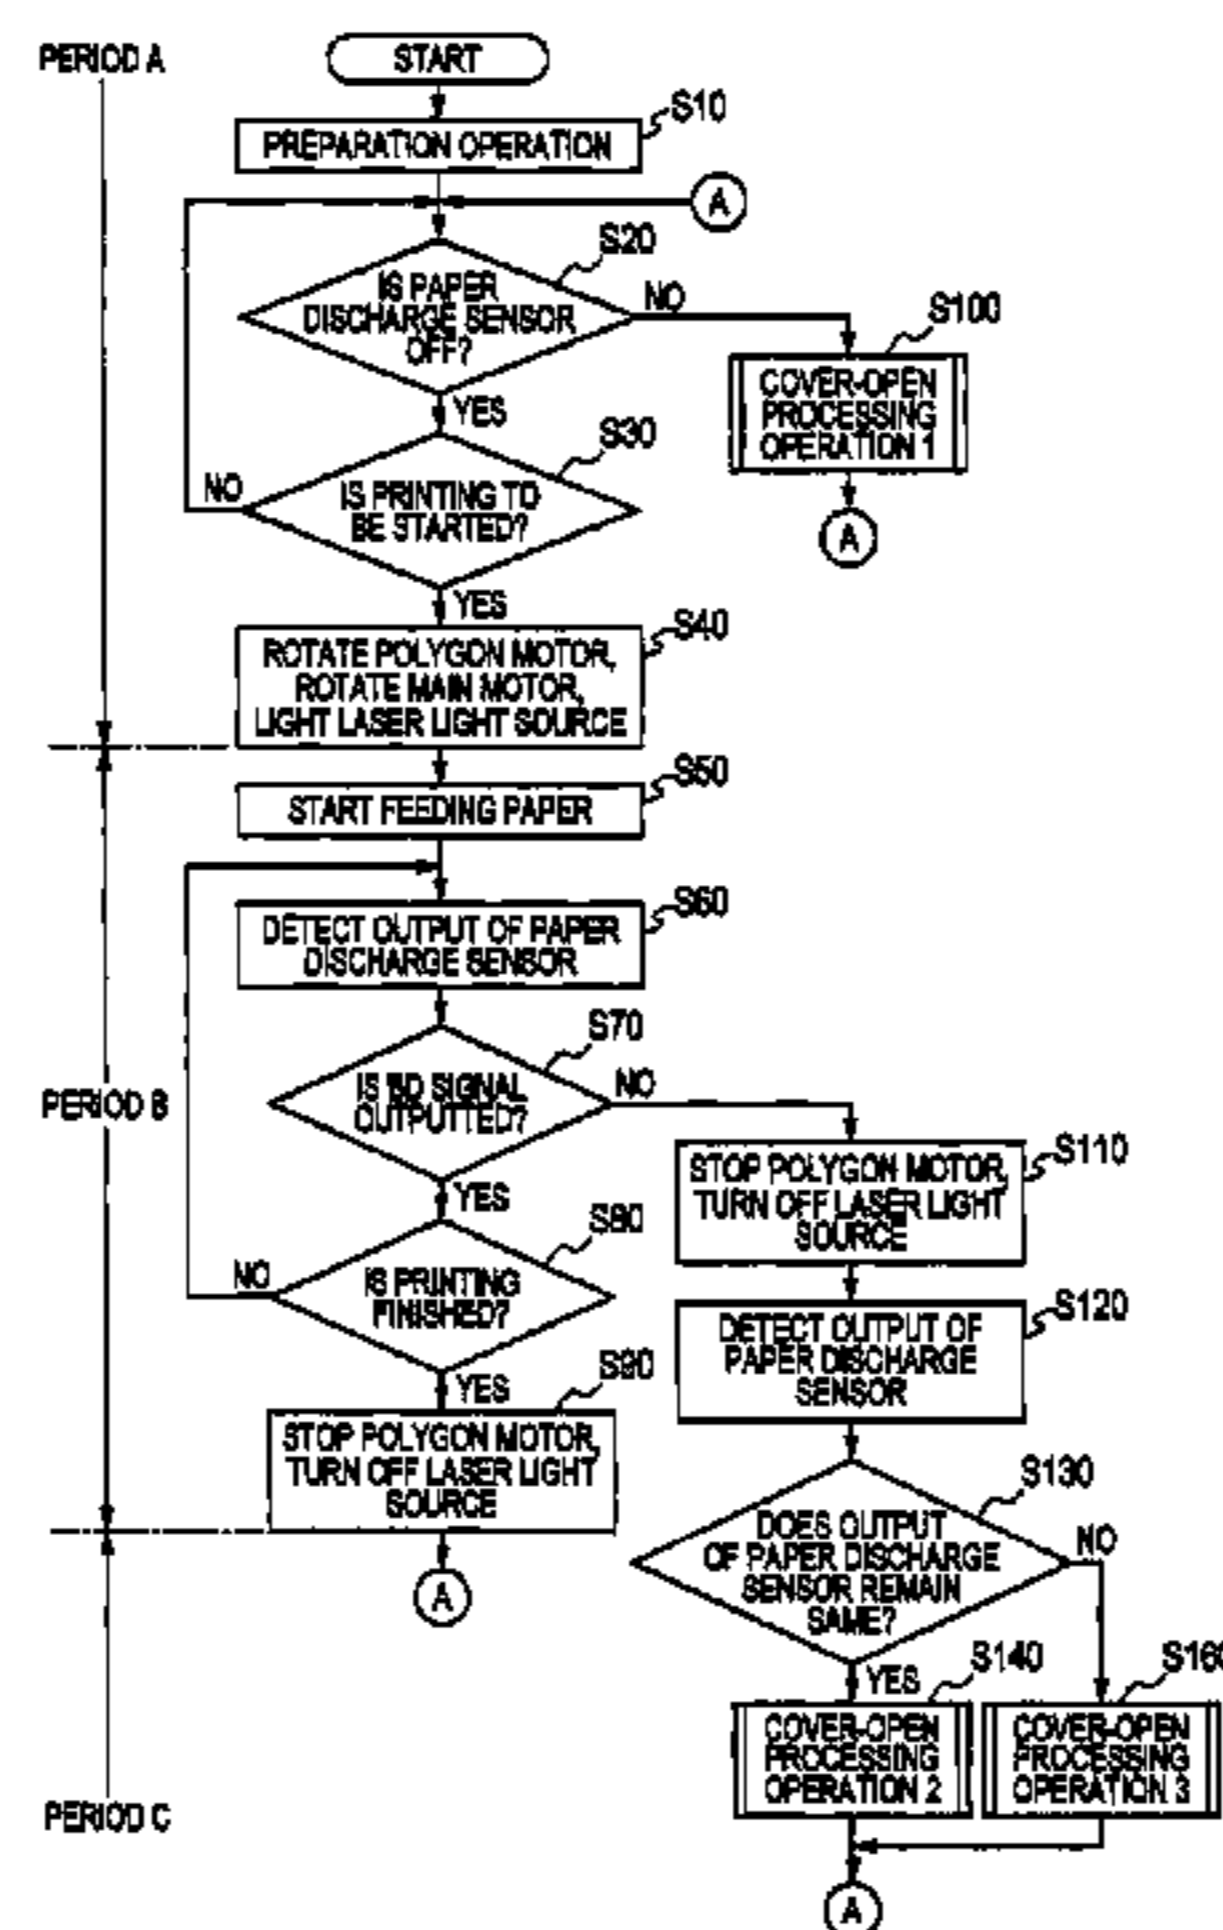 PERIOD A
START
S10
PREPARATION OPERATION
A
S20
IS PAPER
DISCHARGE SENSOR
OFF?
NO
S100
COVER-OPEN
PROCESSING
OPERATION 1
A
YES
S30
NO
IS PRINTING TO
BE STARTED?
YES
S40
ROTATE POLYGON MOTOR,
ROTATE MAIN MOTOR,
LIGHT LASER LIGHT SOURCE
S50
START FEEDING PAPER
S60
DETECT OUTPUT OF PAPER
DISCHARGE SENSOR
S70
PERIOD B
IS BD SIGNAL
OUTPUTTED?
NO
S110
STOP POLYGON MOTOR,
TURN OFF LASER LIGHT
SOURCE
YES
S80
NO
IS PRINTING
FINISHED?
S120
DETECT OUTPUT OF
PAPER DISCHARGE
SENSOR
YES
S90
STOP POLYGON MOTOR,
TURN OFF LASER LIGHT
SOURCE
A
S130
DOES OUTPUT
OF PAPER DISCHARGE
SENSOR REMAIN
SAME?
NO
YES
S140
COVER-OPEN
PROCESSING
OPERATION 2
S160
COVER-OPEN
PROCESSING
OPERATION 3
PERIOD C
A